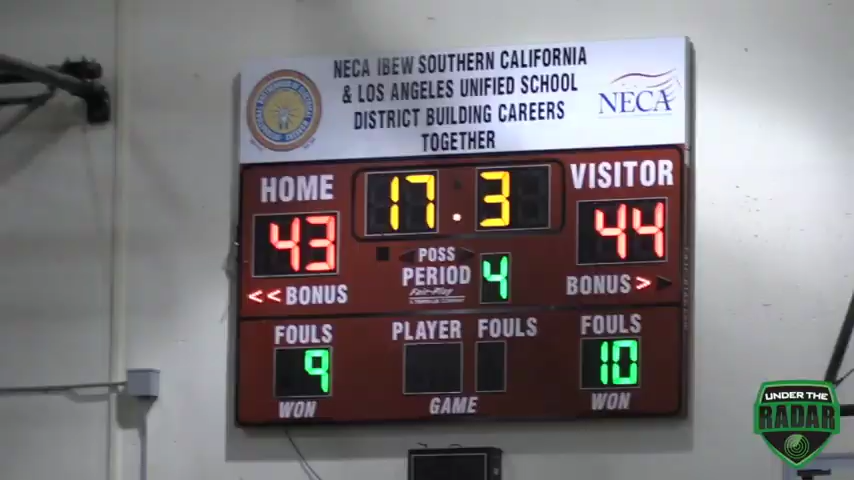 NECA IBEW SOUTHERN CALIFORNIA
& LOS ANGELES UNIFIED SCHOOL
DISTRICT BUILDING CAREERS
TOGETHER
NECA
HOME 17.3 VISITOR
43 44
POSS
PERIOD 4
Fair-Play
<< BONUS BONUS >
FOULS PLAYER FOULS FOULS
9 10
WON GAME WON
UNDER THE
RADAR